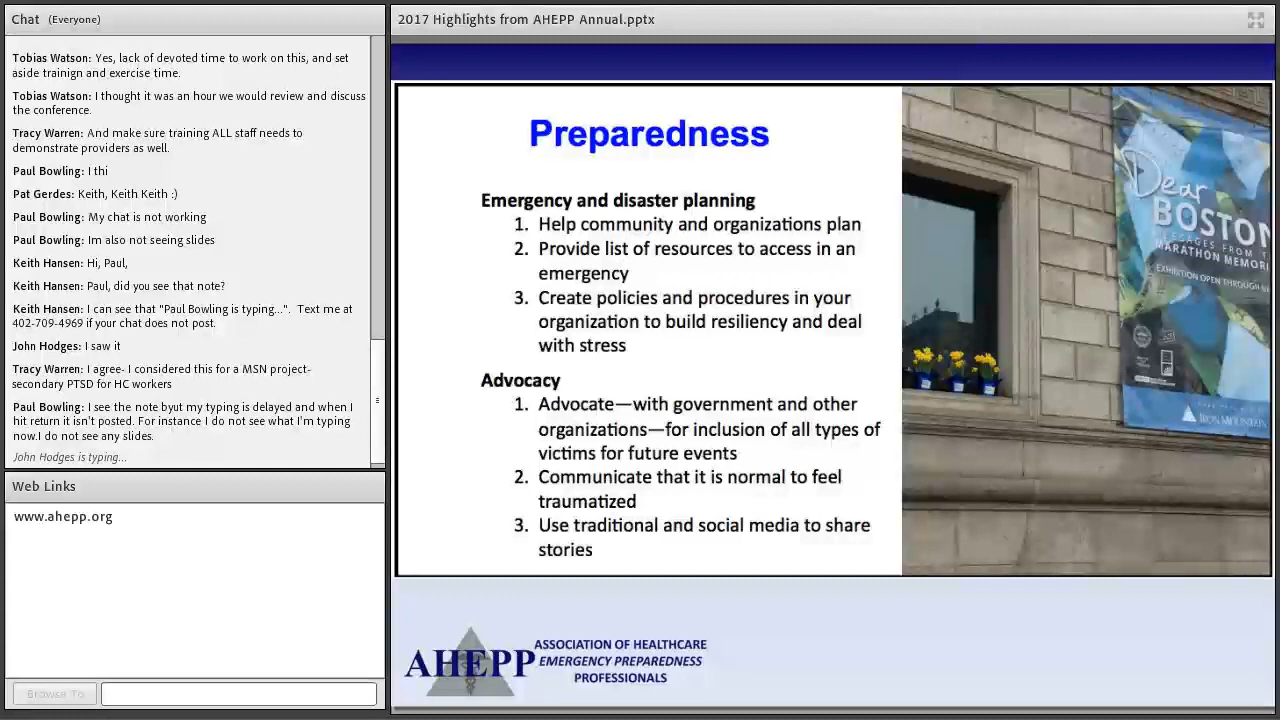 Chat (Everyone)
Tobias Watson: Yes, lack of devoted time to work on this, and set
aside trainign and exercise time.
Tobias Watson: I thought it was an hour we would review and discuss
the conference.
Tracy Warren: And make sure training ALL staff needs to
demonstrate providers as well.
Paul Bowling: I thi
Pat Gerdes: Keith, Keith Keith :)
Paul Bowling: My chat is not working
Paul Bowling: Im also not seeing slides
Keith Hansen: Hi, Paul,
Keith Hansen: Paul, did you see that note?
Keith Hansen: I can see that "Paul Bowling is typing...". Text me at
402-709-4969 if your chat does not post.
John Hodges: I saw it
Tracy Warren: I agree- I considered this for a MSN project-
secondary PTSD for HC workers
Paul Bowling: I see the note byut my typing is delayed and when I
hit return it isn't posted. For instance I do not see what I'm typing
now.I do not see any slides.
John Hodges is typing...
Web Links
www.ahepp.org
Browse To
2017 Highlights from AHEPP Annual.pptx
Preparedness
Emergency and disaster planning
1. Help community and organizations plan
2. Provide list of resources to access in an
emergency
3. Create policies and procedures in your
organization to build resiliency and deal
with stress
Advocacy
1. Advocate—with government and other
organizations—for inclusion of all types of
victims for future events
2. Communicate that it is normal to feel
traumatized
3. Use traditional and social media to share
stories
Dear
BOSTON
MARATHON
EXHIBITION OPEN THROUGH
IRON MOUNTAIN
AHEPP
ASSOCIATION OF HEALTHCARE
EMERGENCY PREPAREDNESS
PROFESSIONALS